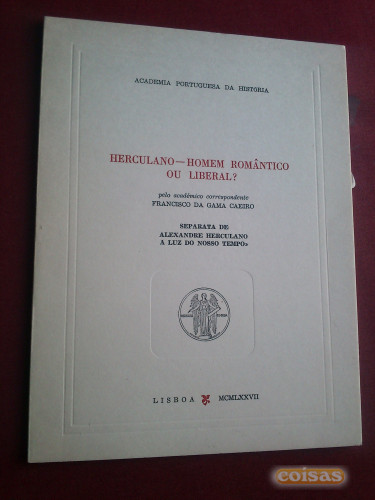 ACADEMIA PORTUGUESA DA HISTÓRIA
HERCULANO—HOMEM ROMÂNTICO
OU LIBERAL?
pelo académico correspondente
FRANCISCO DA GAMA CAEIRO
SEPARATA DE
ALEXANDRE HERCULANO
A LUZ DO NOSSO TEMPO»
LISBOA MCMLXXVII
coisas